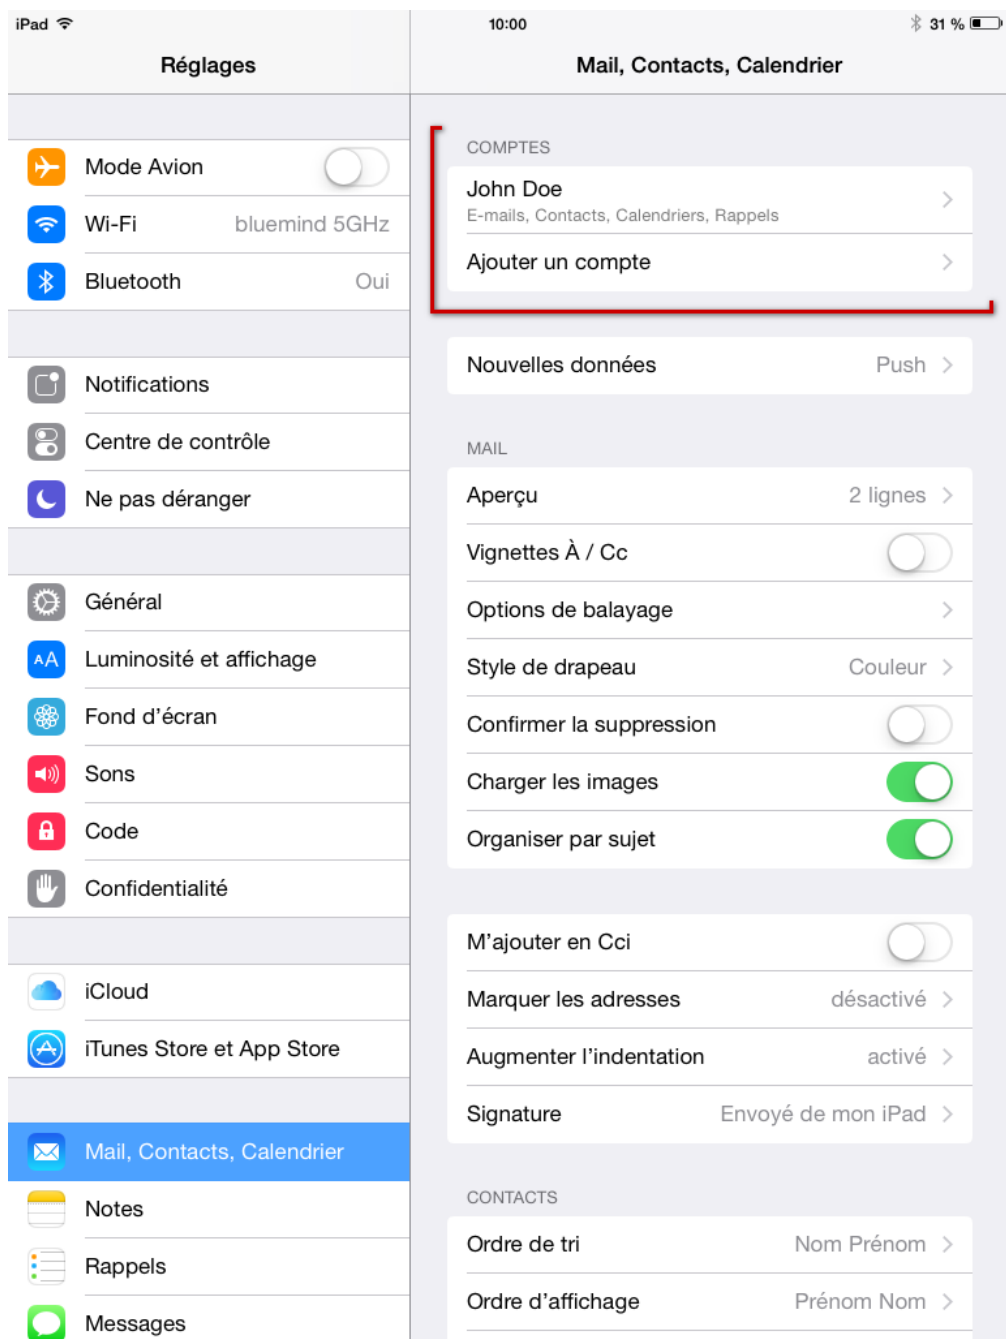 iPad 10:00 31 %
Réglages
Mode Avion
Wi-Fi bluemind 5GHz
Bluetooth Oui
Notifications
Centre de contrôle
Ne pas déranger
Général
Luminosité et affichage
Fond d'écran
Sons
Code
Confidentialité
iCloud
iTunes Store et App Store
Mail, Contacts, Calendrier
Notes
Rappels
Messages
Mail, Contacts, Calendrier
COMPTES
John Doe
E-mails, Contacts, Calendriers, Rappels
Ajouter un compte
Nouvelles données Push
MAIL
Aperçu 2 lignes
Vignettes À / Cc
Options de balayage
Style de drapeau Couleur
Confirmer la suppression
Charger les images
Organiser par sujet
M'ajouter en Cci
Marquer les adresses désactivé
Augmenter l'indentation activé
Signature Envoyé de mon iPad
CONTACTS
Ordre de tri Nom Prénom
Ordre d'affichage Prénom Nom